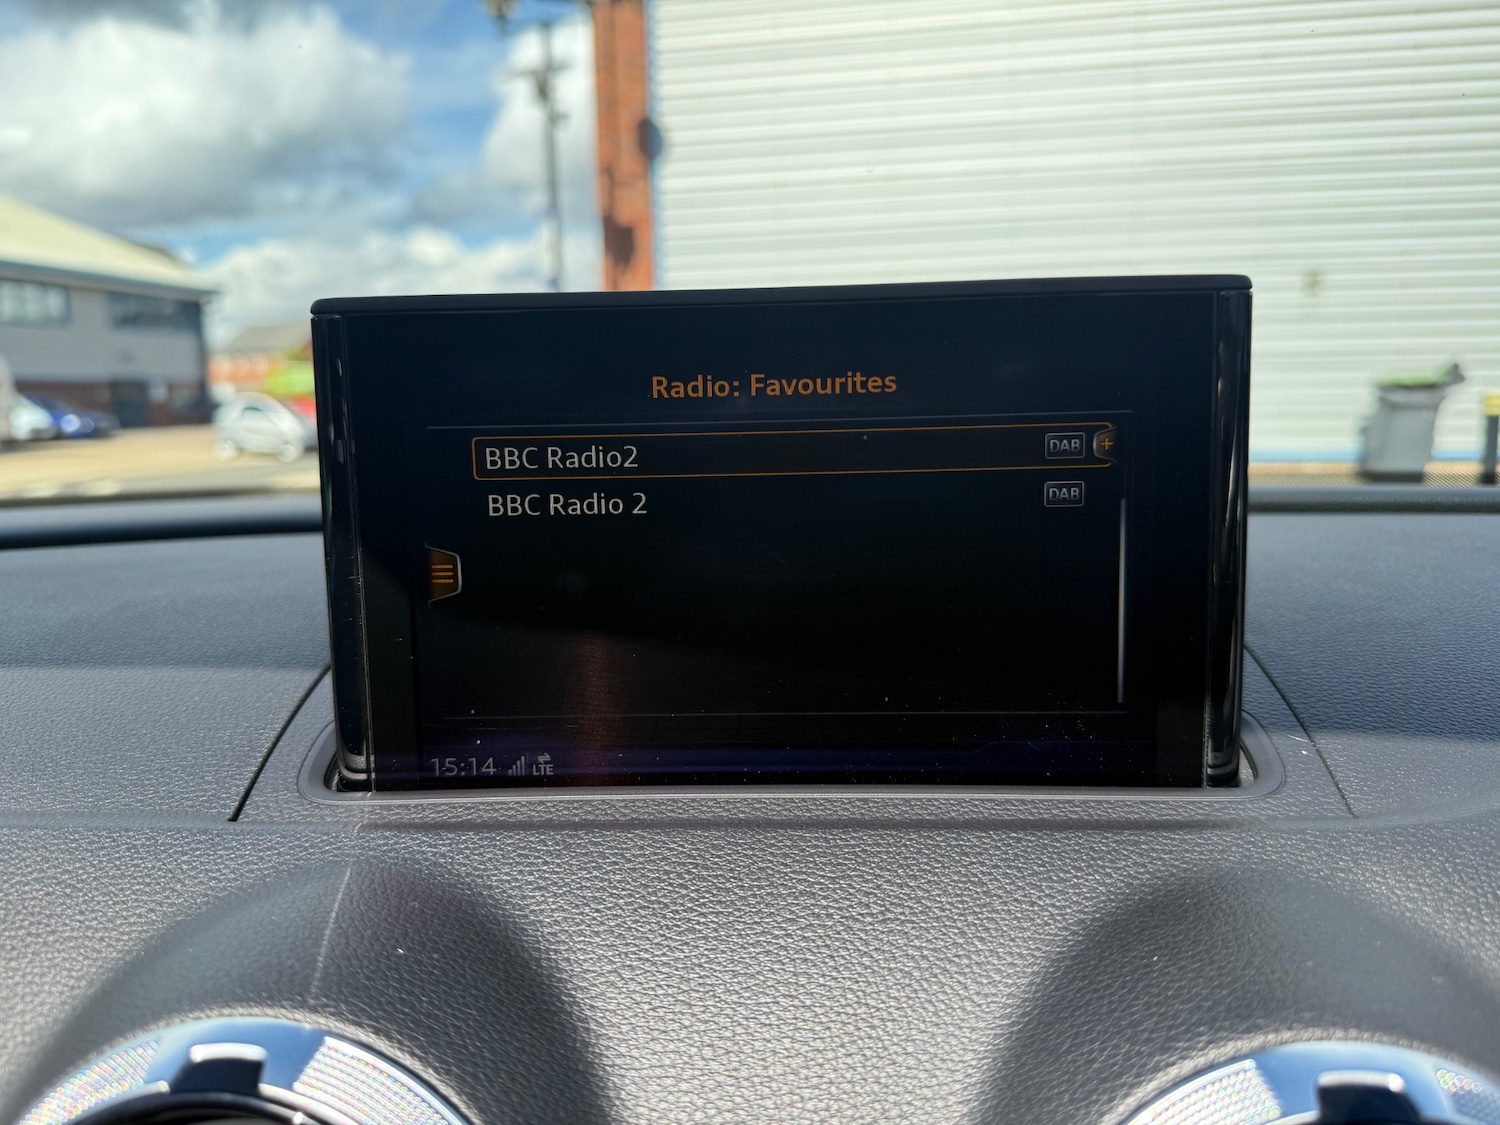 Radio: Favourites
BBC Radio2 DAB +
BBC Radio 2 DAB
15:14 LTE